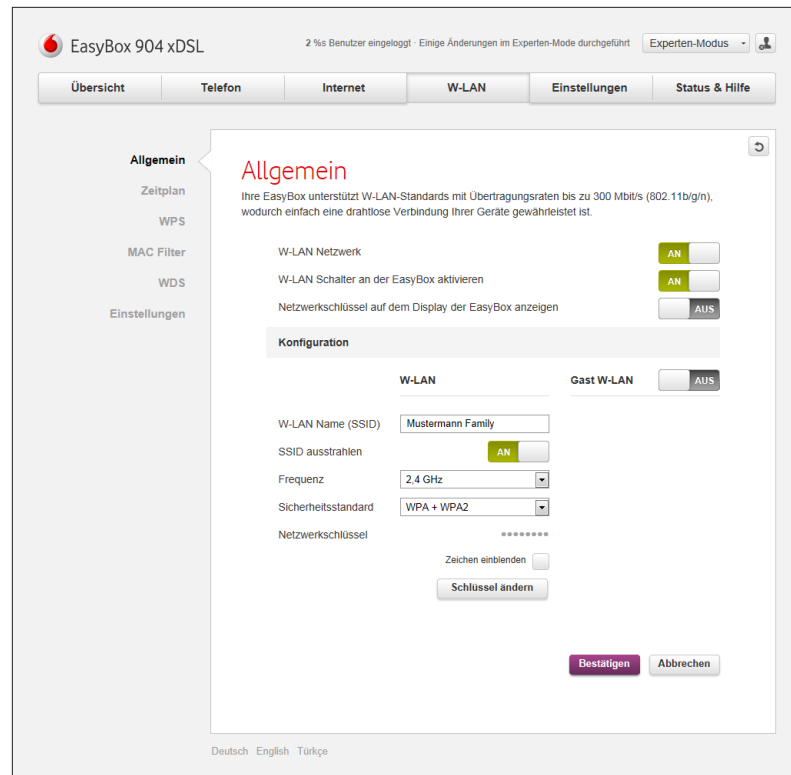 EasyBox 904 xDSL
2 %s Benutzer eingeloggt · Einige Änderungen im Experten-Mode durchgeführt
Experten-Modus
Übersicht
Telefon
Internet
W-LAN
Einstellungen
Status & Hilfe
Allgemein
Zeitplan
WPS
MAC Filter
WDS
Einstellungen
Allgemein
Ihre EasyBox unterstützt W-LAN-Standards mit Übertragungsraten bis zu 300 Mbit/s (802.11b/g/n),
wodurch einfach eine drahtlose Verbindung Ihrer Geräte gewährleistet ist.
W-LAN Netzwerk AN
W-LAN Schalter an der EasyBox aktivieren AN
Netzwerkschlüssel auf dem Display der EasyBox anzeigen AUS
Konfiguration
W-LAN Gast W-LAN AUS
W-LAN Name (SSID) Mustermann Family
SSID ausstrahlen AN
Frequenz 2,4 GHz
Sicherheitsstandard WPA + WPA2
Netzwerkschlüssel ••••••••
Zeichen einblenden
Schlüssel ändern
Bestätigen Abbrechen
Deutsch English Türkçe